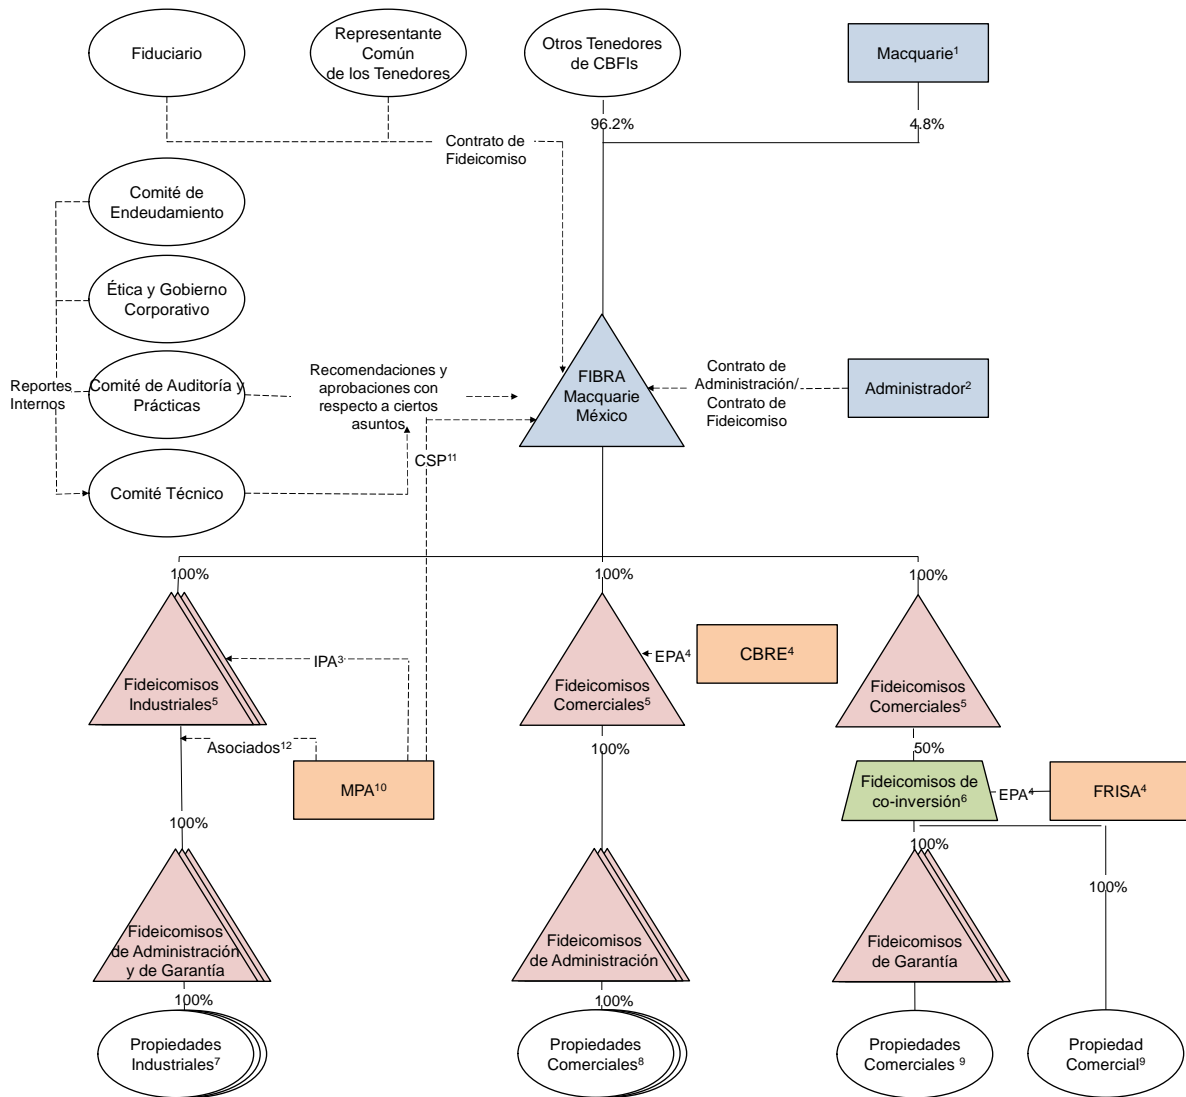 Fiduciario
Representante
Común
de los Tenedores
Otros Tenedores
de CBFIs
Macquarie¹
96.2%
4.8%
Contrato de
Fideicomiso
Comité de
Endeudamiento
Ética y Gobierno
Corporativo
Reportes
Internos
Comité de Auditoría y
Prácticas
Recomendaciones y
aprobaciones con
respecto a ciertos
asuntos
FIBRA
Macquarie
México
Contrato de
Administración/
Contrato de
Fideicomiso
Administrador²
CSP¹¹
Comité Técnico
100%
100%
100%
Fideicomisos
Industriales⁵
IPA³
Fideicomisos
Comerciales⁵
EPA⁴
CBRE⁴
Fideicomisos
Comerciales⁵
Asociados¹²
MPA¹⁰
100%
50%
Fideicomisos de
co-inversión⁶
EPA⁴
FRISA⁴
100%
100%
100%
Fideicomisos
de Administración
y de Garantía
Fideicomisos
de Administración
Fideicomisos
de Garantía
100%
100%
100%
Propiedades
Industriales⁷
Propiedades
Comerciales⁸
Propiedades
Comerciales ⁹
Propiedad
Comercial⁹